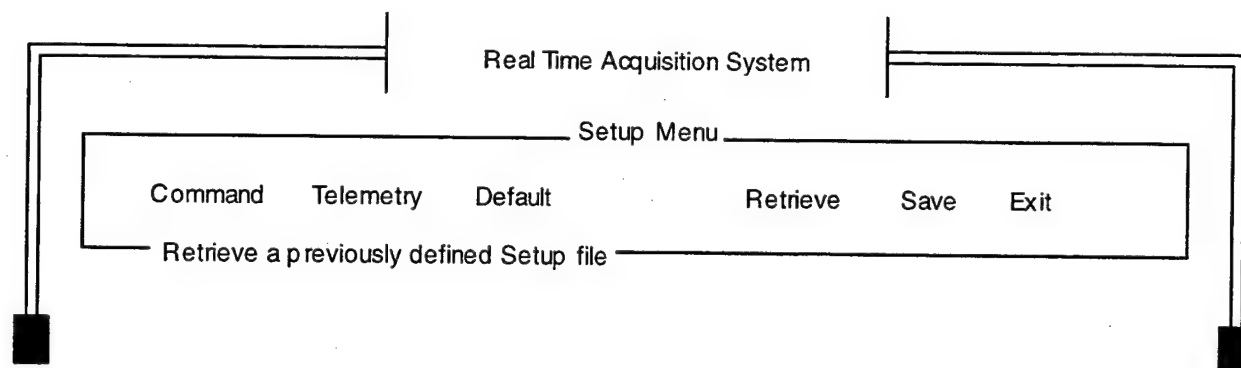 Real Time Acquisition System
Setup Menu
Command Telemetry Default Retrieve Save Exit
Retrieve a previously defined Setup file